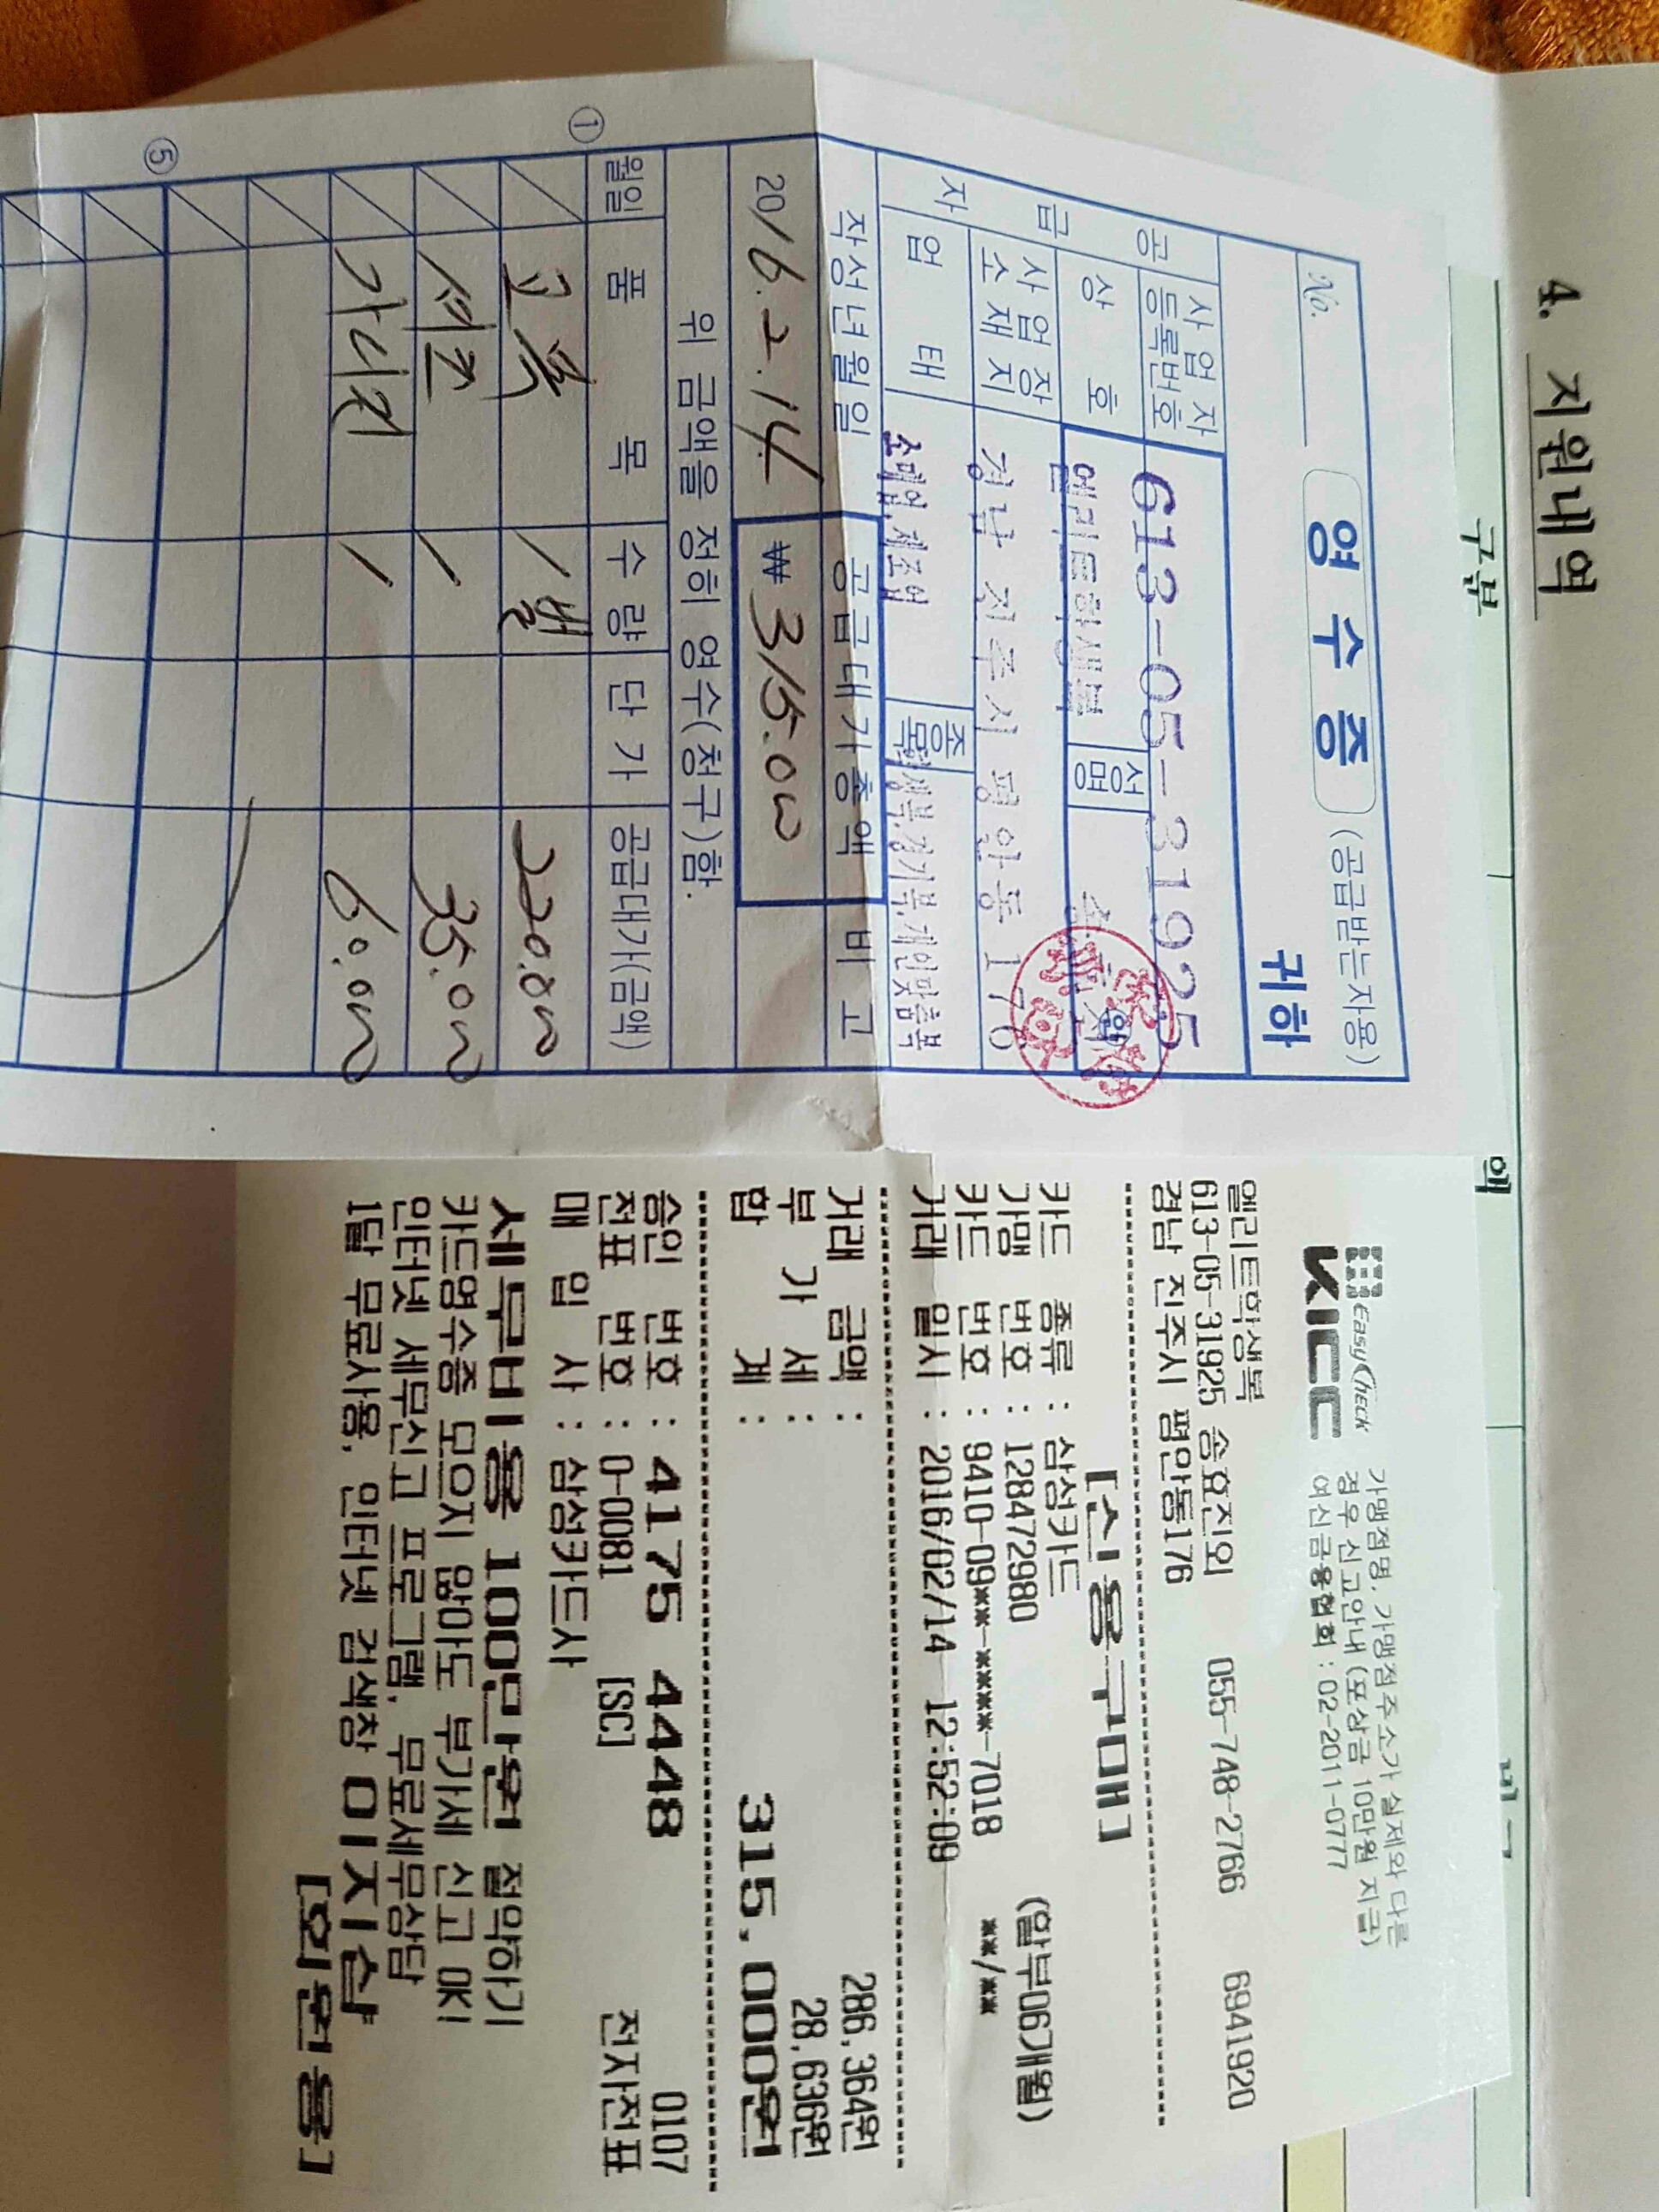 4. 지원내역
구분
액
No.
영수증 (공급받는자용)
귀하
공급자
사업자등록번호 613-05-31925
상호 엘리트학생복 성명
사업장소재지 경남 진주시 평안동 176
업태 소매업,제조업 종목 학생복,경기복,개인맞춤복
작성년월일 공급대가총액 비고
2016.2.14 ₩ 315.000
위 금액을 정히 영수(청구)함.
월일 품목 수량 단가 공급대가(금액)
① 교복 1벌 220.000
셔츠 1 35.000
가디건 1 60.000
⑤
Easy Check
KICC
가맹점명, 가맹점주소가 실제와 다른
경우 신고안내 (포상금 10만원 지급)
여신금융협회 : 02-2011-0777
엘리트학생복
613-05-31925 송효진외 055-748-2766 6941920
경남 진주시 평안동176
[신용구매]
카드 종류 : 삼성카드
가맹 번호 : 128472980 (할부-06개월)
카드 번호 : 9410-09**-****-7018 **/**
거래 일시 : 2016/02/14 12:52:09
거래 금액 : 286,364원
부 가 세 : 28,636원
합 계 : 315,000원
승인 번호 : 4175 4448 0107
전표 번호 : 0-0081 [SC] 전자전표
매 입 사 : 삼성카드사
세무비용 100만원 절약하기
카드영수증 모으지 않아도 부가세 신고 OK!
인터넷 세무신고 프로그램, 무료세무상담
1달 무료사용, 인터넷 검색창 이지샵
[회원용]